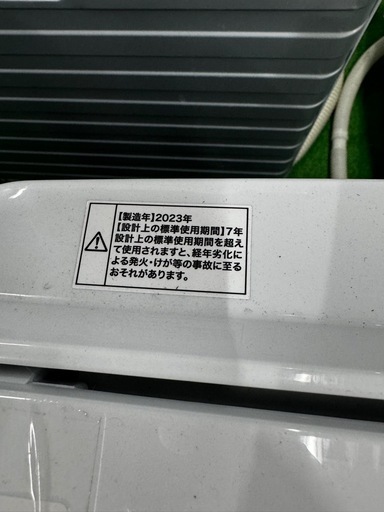 【製造年】2023年
【設計上の標準使用期間】7年
設計上の標準使用期間を超え
て使用されますと、経年劣化に
よる発火・けが等の事故に至る
おそれがあります。